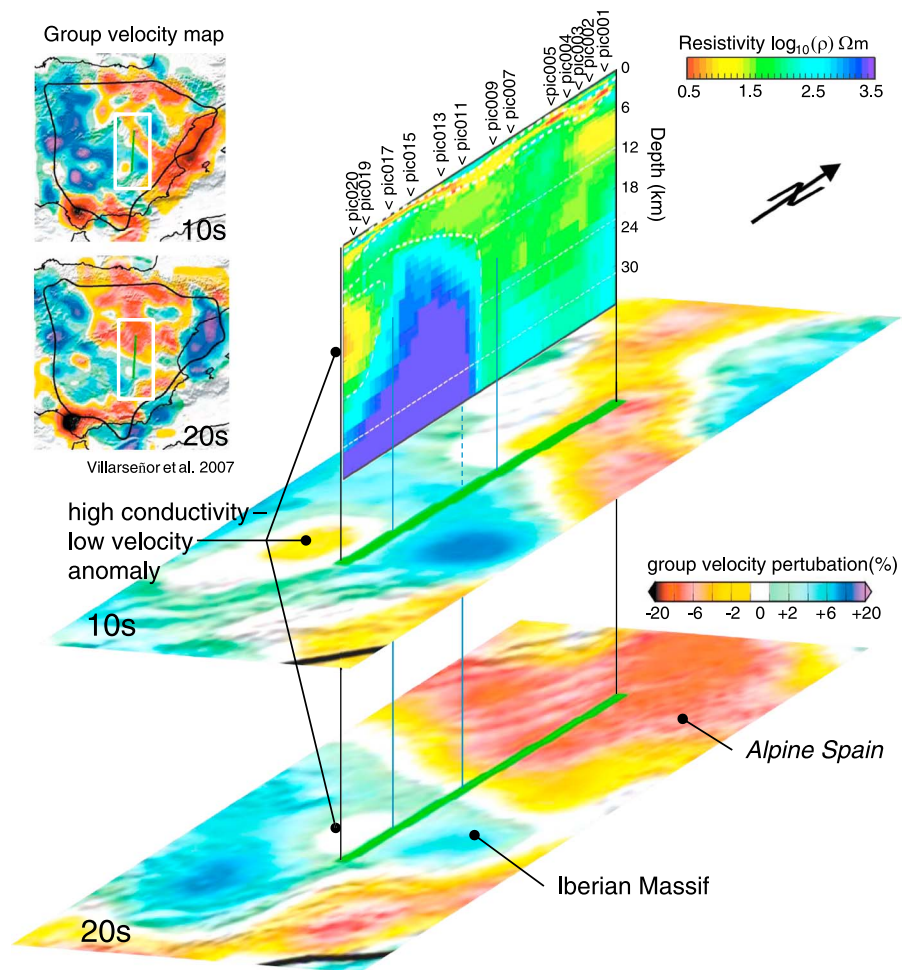 Group velocity map
10s
20s
Villarseñor et al. 2007
< pic020
< pic019
< pic017
< pic015
< pic013
< pic011
< pic009
< pic007
<pic005
< pic004
< pic003
< pic002
< pic001
Resistivity log10(ρ) Ωm
0.5 1.5 2.5 3.5
0
6
12
18
24
30
Depth (km)
N
high conductivity
low velocity
anomaly
10s
group velocity pertubation(%)
-20 -6 -2 0 +2 +6 +20
Alpine Spain
Iberian Massif
20s